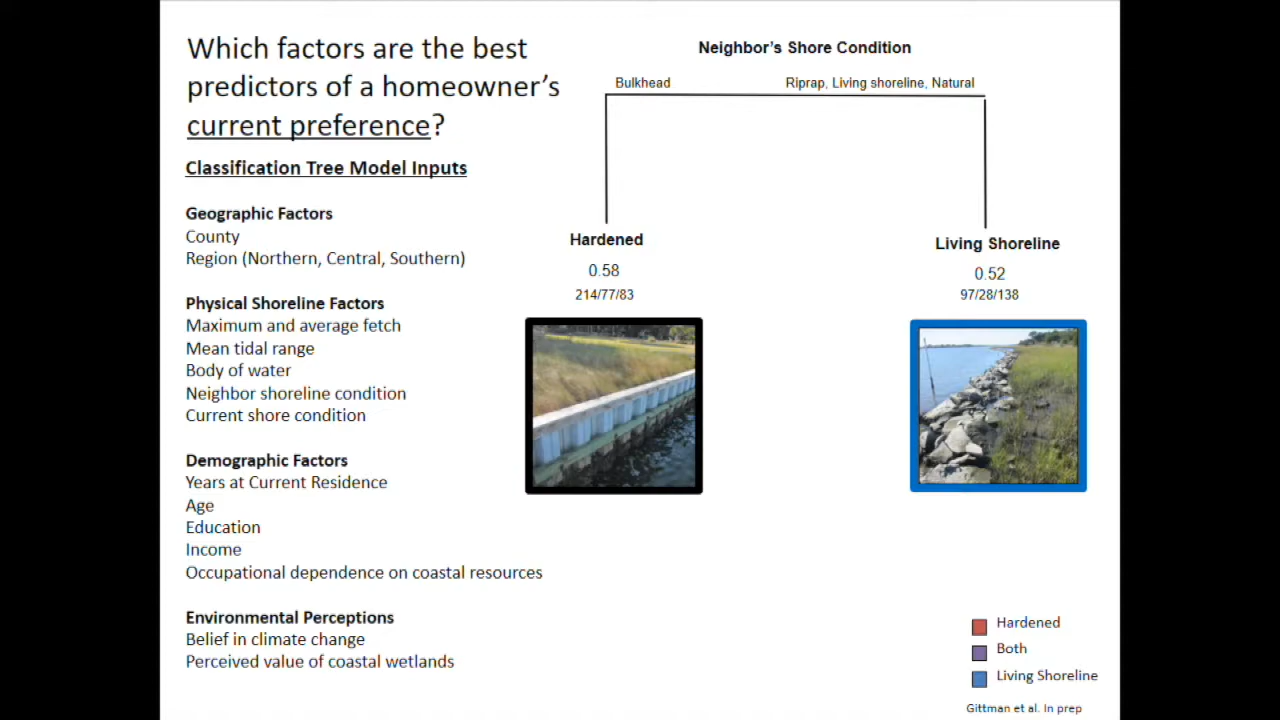 Which factors are the best
predictors of a homeowner's
current preference?
Classification Tree Model Inputs
Geographic Factors
County
Region (Northern, Central, Southern)
Physical Shoreline Factors
Maximum and average fetch
Mean tidal range
Body of water
Neighbor shoreline condition
Current shore condition
Demographic Factors
Years at Current Residence
Age
Education
Income
Occupational dependence on coastal resources
Environmental Perceptions
Belief in climate change
Perceived value of coastal wetlands
Neighbor's Shore Condition
Bulkhead
Riprap, Living shoreline, Natural
Hardened
0.58
214/77/83
Living Shoreline
0.52
97/28/138
Hardened
Both
Living Shoreline
Gittman et al. In prep